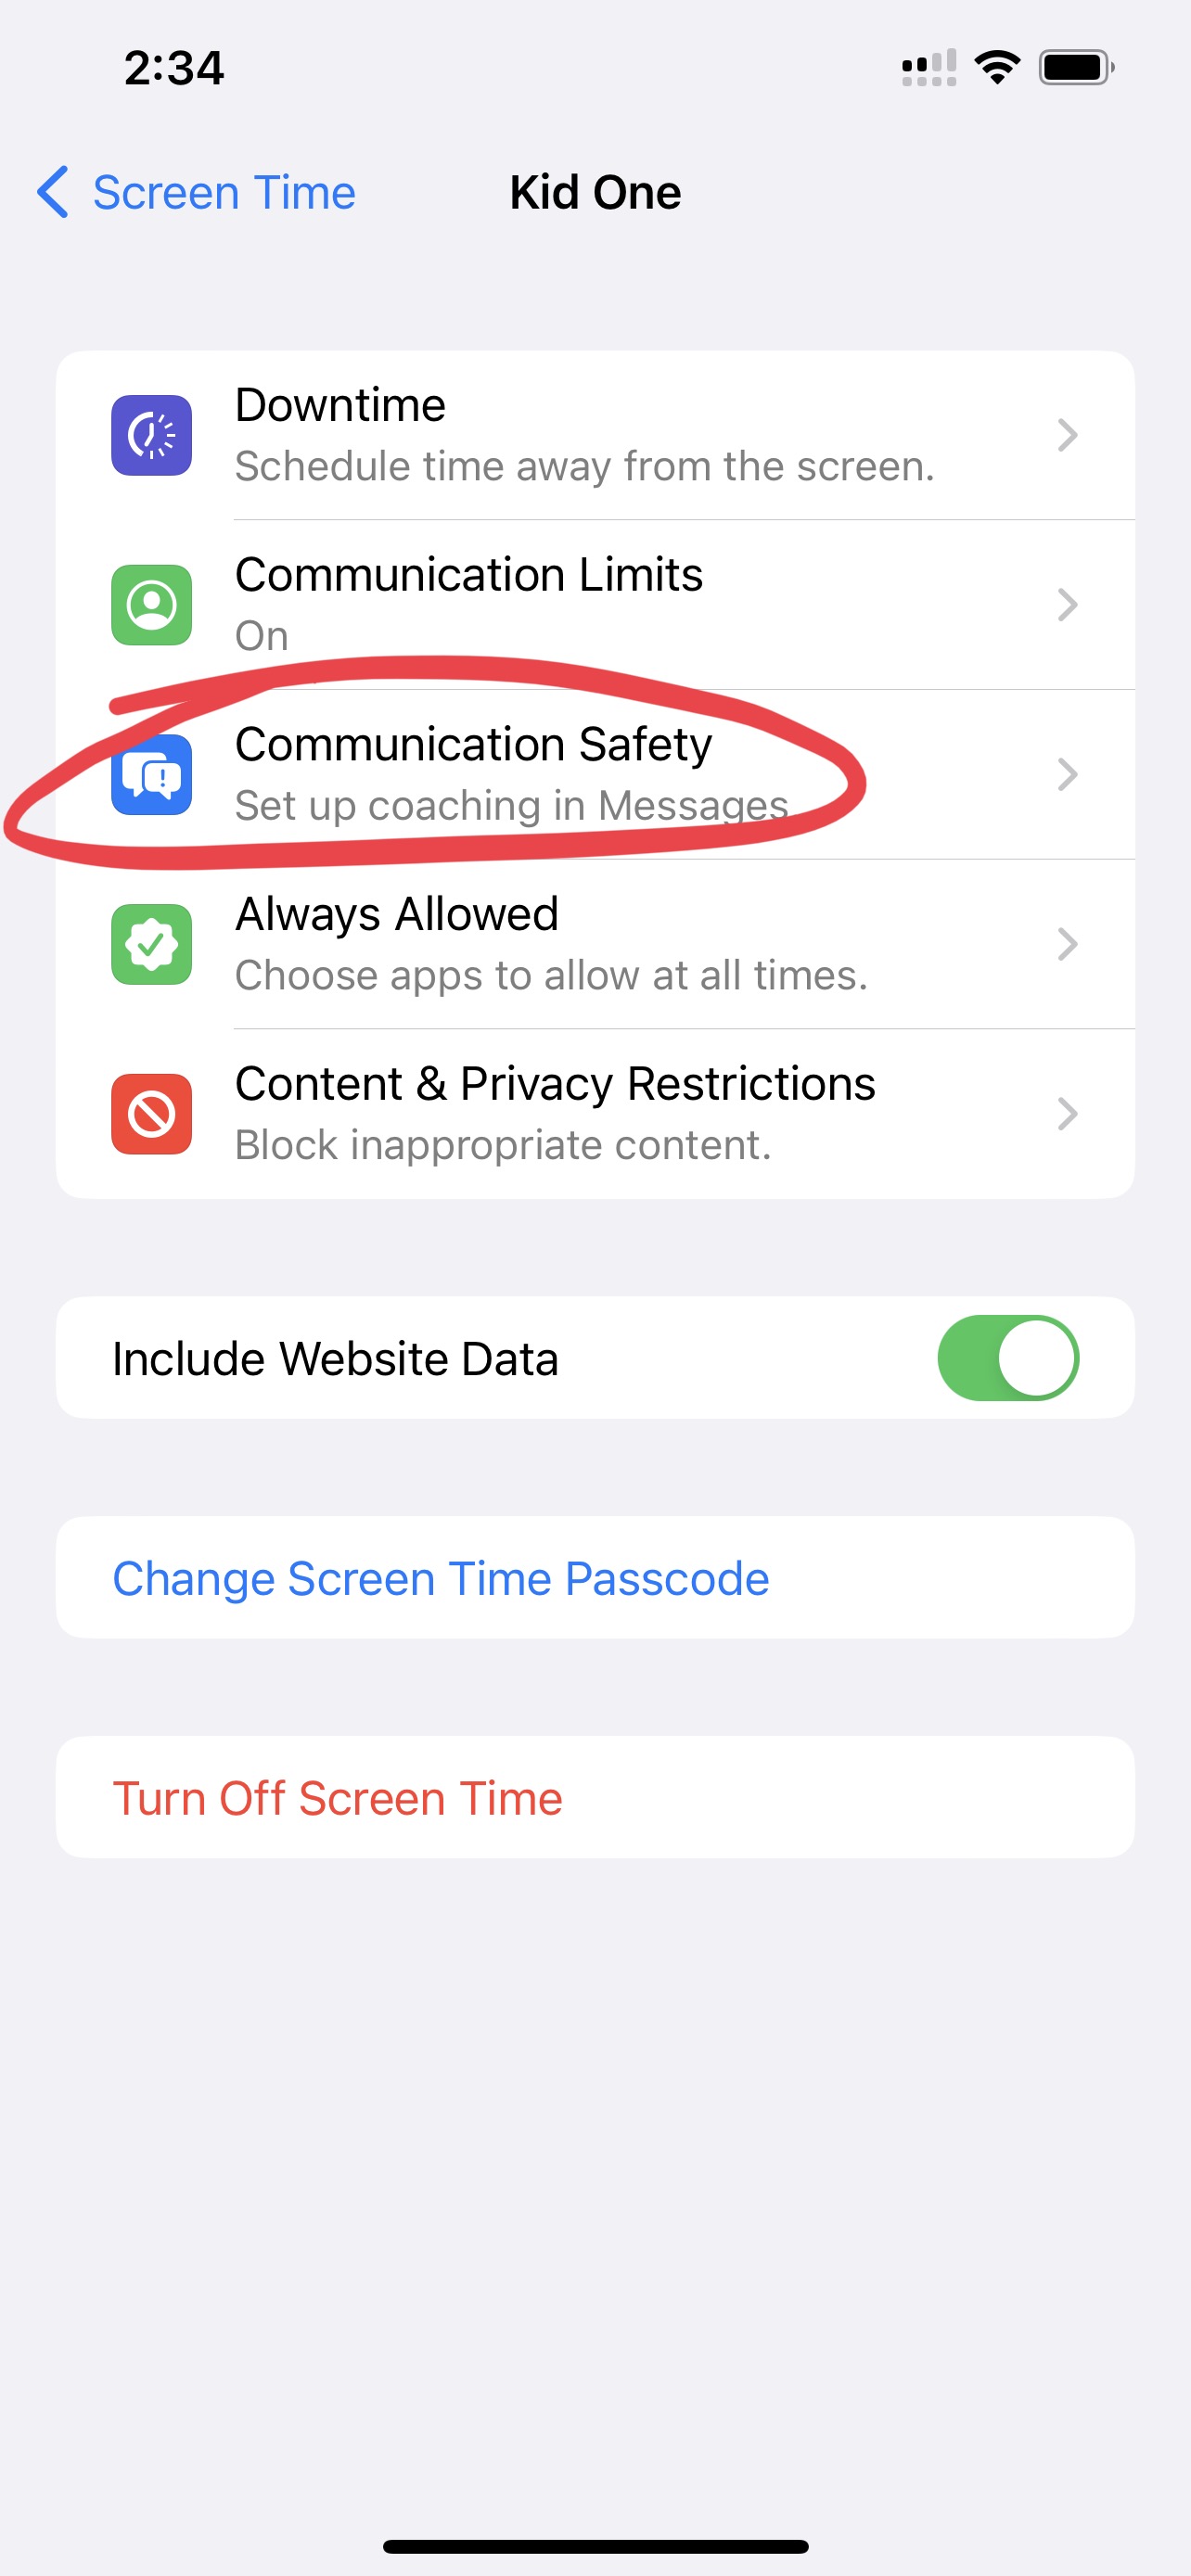 2:34
Screen Time
Kid One
Downtime
Schedule time away from the screen.
Communication Limits
On
Communication Safety
Set up coaching in Messages
Always Allowed
Choose apps to allow at all times.
Content & Privacy Restrictions
Block inappropriate content.
Include Website Data
Change Screen Time Passcode
Turn Off Screen Time